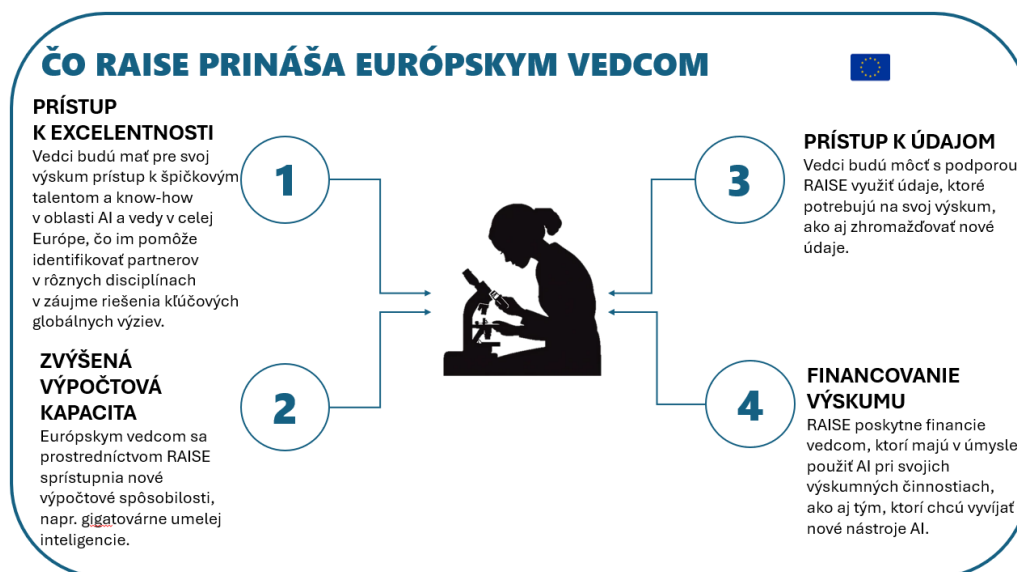 ČO RAISE PRINÁŠA EURÓPSKYM VEDCOM
PRÍSTUP
K EXCELENTNOSTI
Vedci budú mať pre svoj
výskum prístup k špičkovým
talentom a know-how
v oblasti AI a vedy v celej
Európe, čo im pomôže
identifikovať partnerov
v rôznych disciplínach
v záujme riešenia kľúčových
globálnych výziev.
1
ZVÝŠENÁ
VÝPOČTOVÁ
KAPACITA
Európskym vedcom sa
prostredníctvom RAISE
sprístupnia nové
výpočtové spôsobilosti,
napr. gigatovárne umelej
inteligencie.
2
3
PRÍSTUP K ÚDAJOM
Vedci budú môcť s podporou
RAISE využiť údaje, ktoré
potrebujú na svoj výskum,
ako aj zhromažďovať nové
údaje.
4
FINANCOVANIE
VÝSKUMU
RAISE poskytne financie
vedcom, ktorí majú v úmysle
použiť AI pri svojich
výskumných činnostiach,
ako aj tým, ktorí chcú vyvíjať
nové nástroje AI.